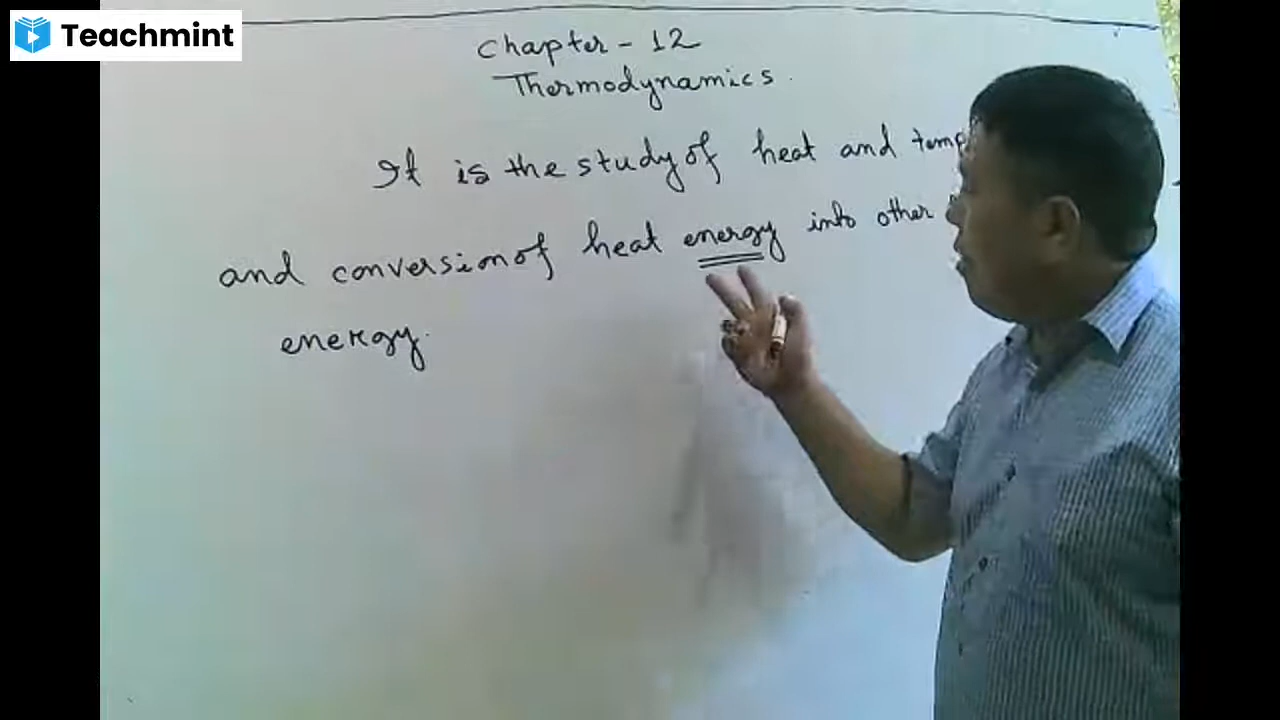 Teachmint
Chapter - 12
Thermodynamics.
It is the study of heat and temp
and conversion of heat energy into other
energy.